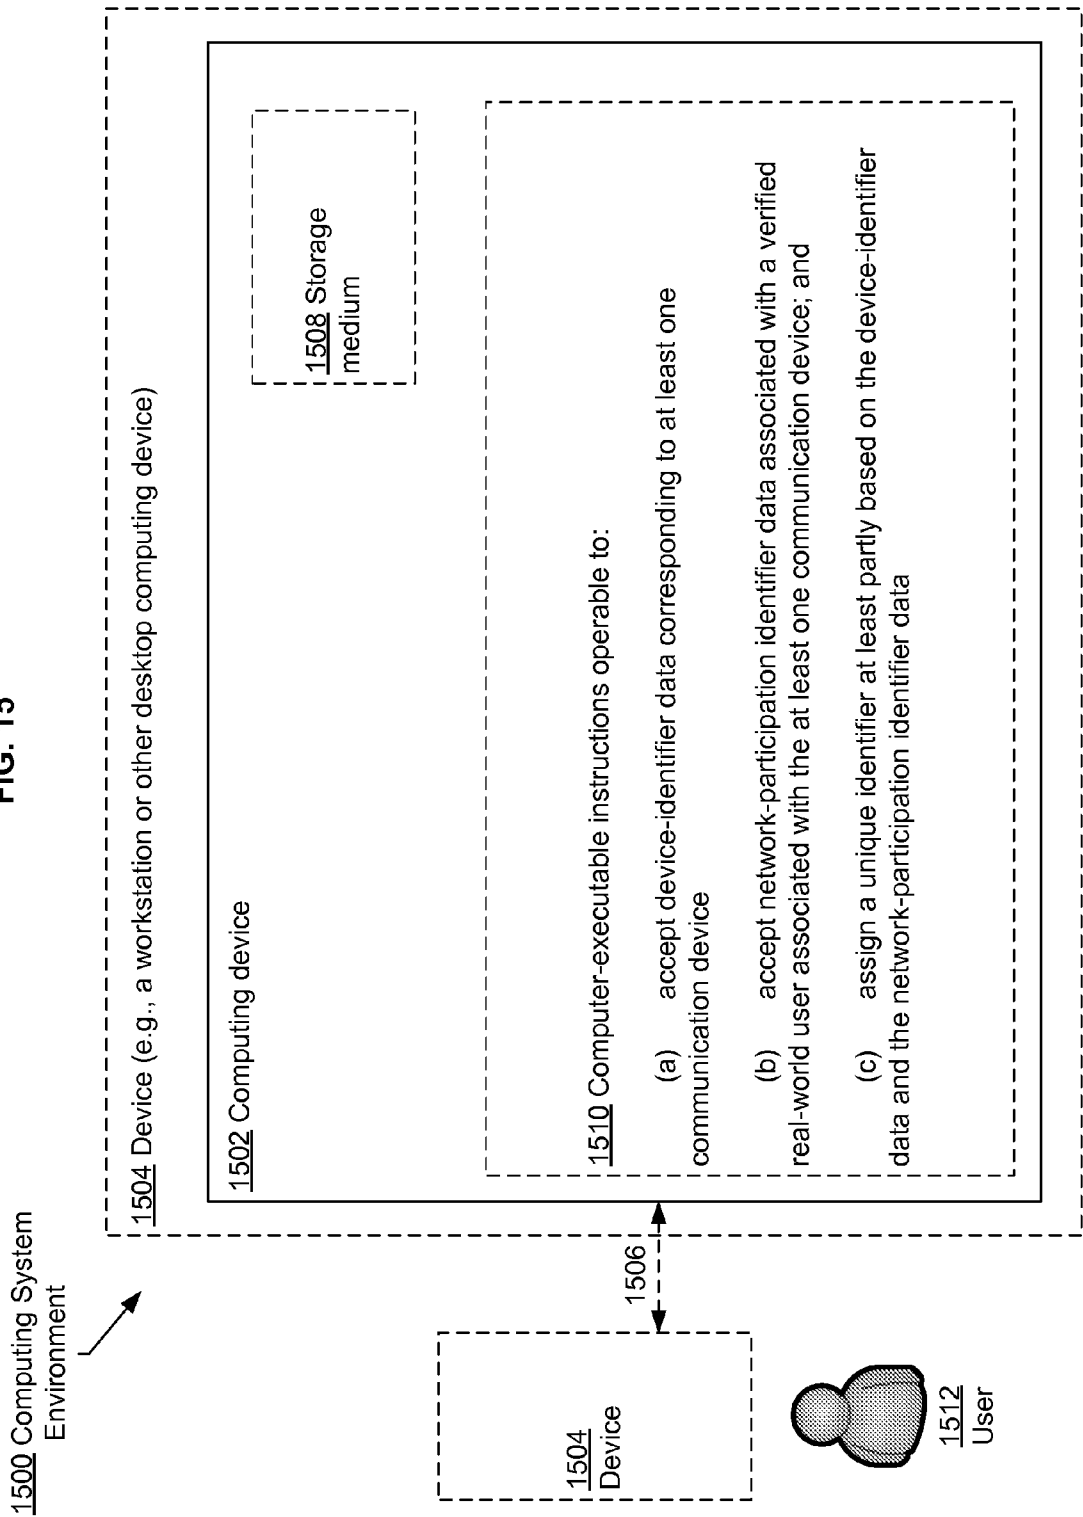 FIG. 15
1500 Computing System
Environment
1504 Device (e.g., a workstation or other desktop computing device)
1502 Computing device
1508 Storage
medium
1510 Computer-executable instructions operable to:
(a) accept device-identifier data corresponding to at least one
communication device
(b) accept network-participation identifier data associated with a verified
real-world user associated with the at least one communication device; and
(c) assign a unique identifier at least partly based on the device-identifier
data and the network-participation identifier data
1506
1504
Device
1512
User